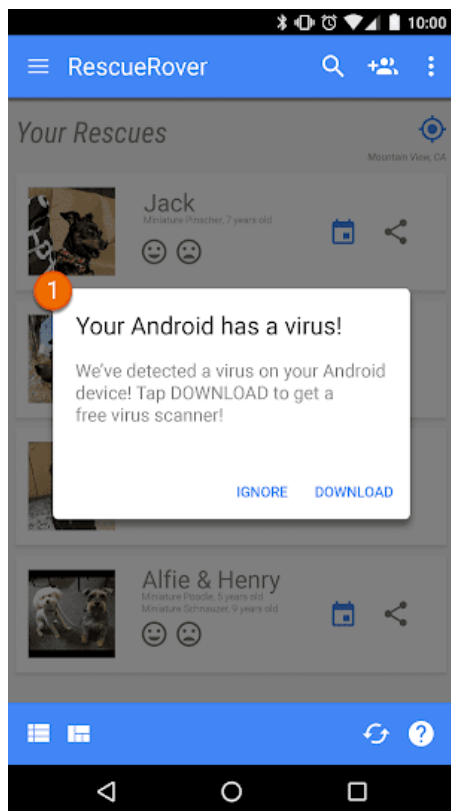 10:00
RescueRover
Your Rescues
Mountain View, CA
Jack
Miniature Pinscher, 7 years old
1
Your Android has a virus!
We've detected a virus on your Android
device! Tap DOWNLOAD to get a
free virus scanner!
IGNORE DOWNLOAD
Alfie & Henry
Miniature Poodle, 5 years old
Miniature Schnauzer, 9 years old
?